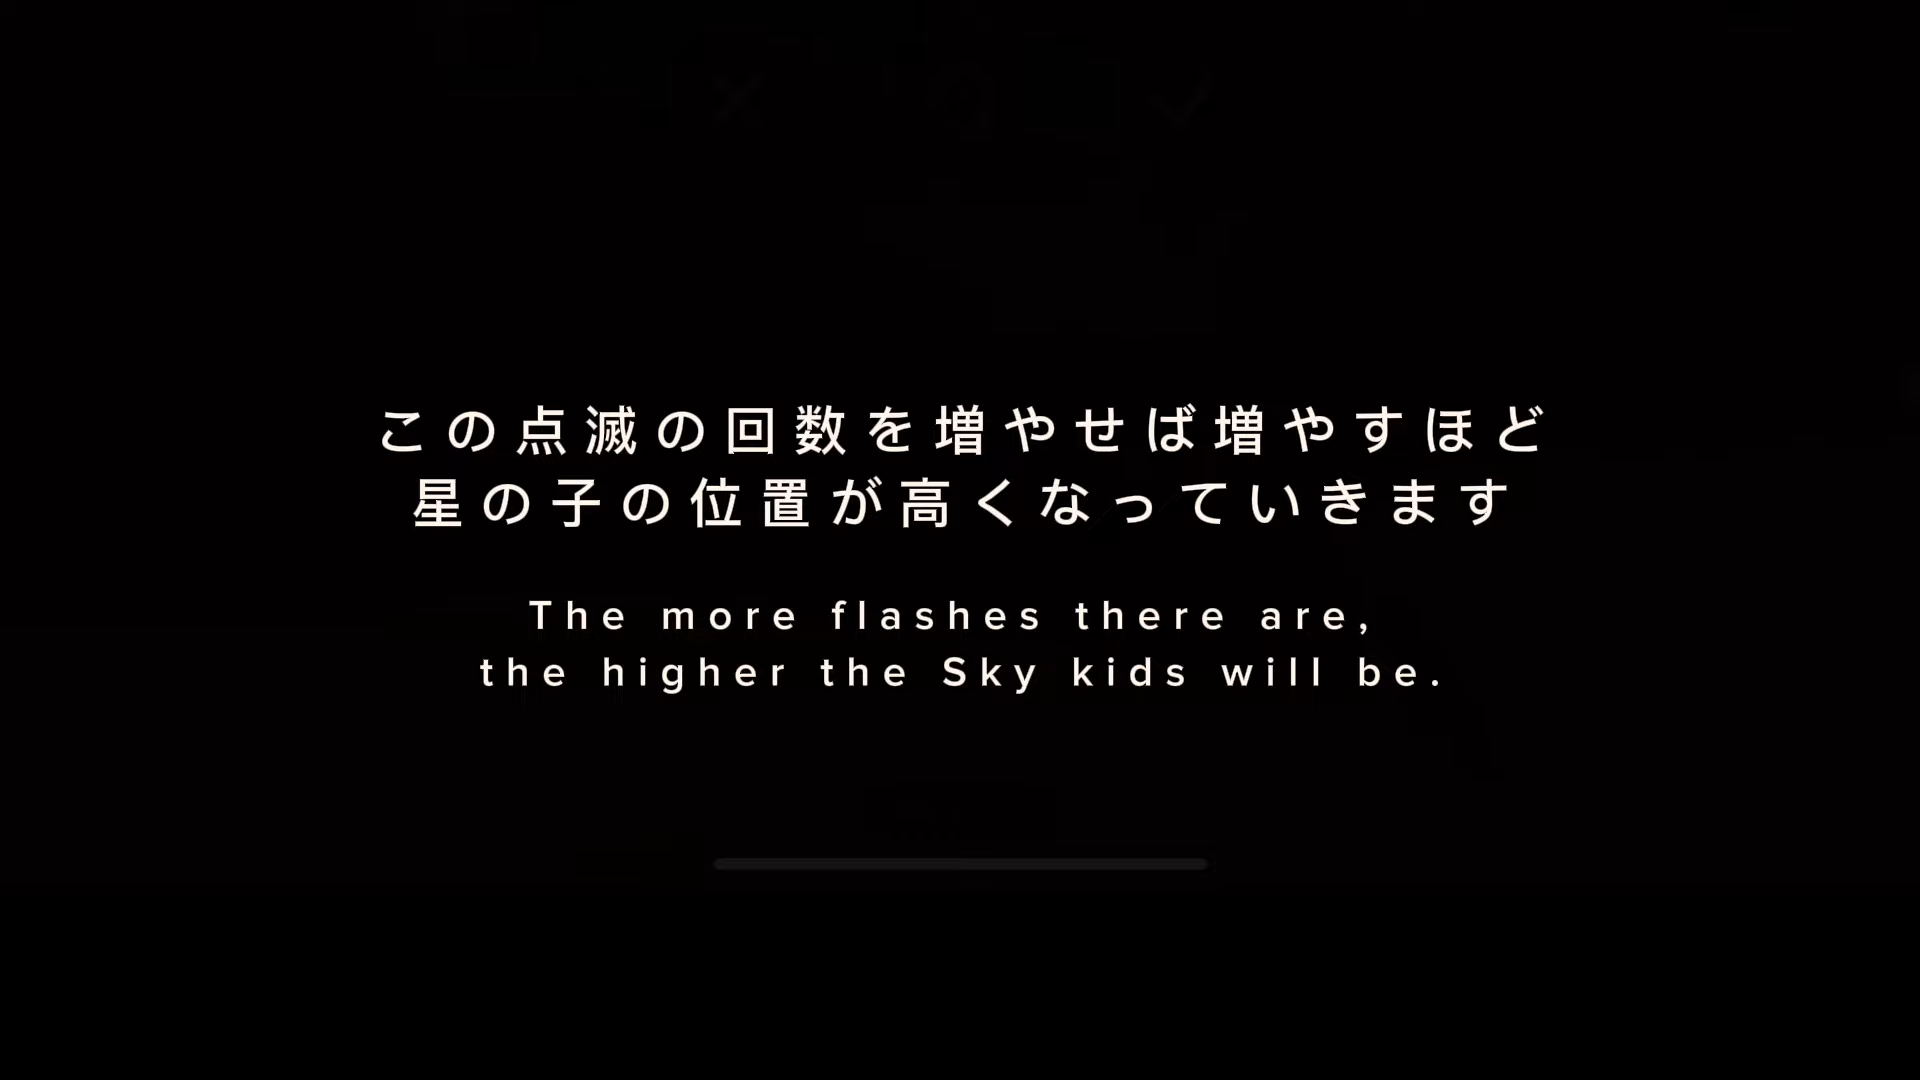 この点滅の回数を増やせば増やすほど
星の子の位置が高くなっていきます
The more flashes there are,
the higher the Sky kids will be.